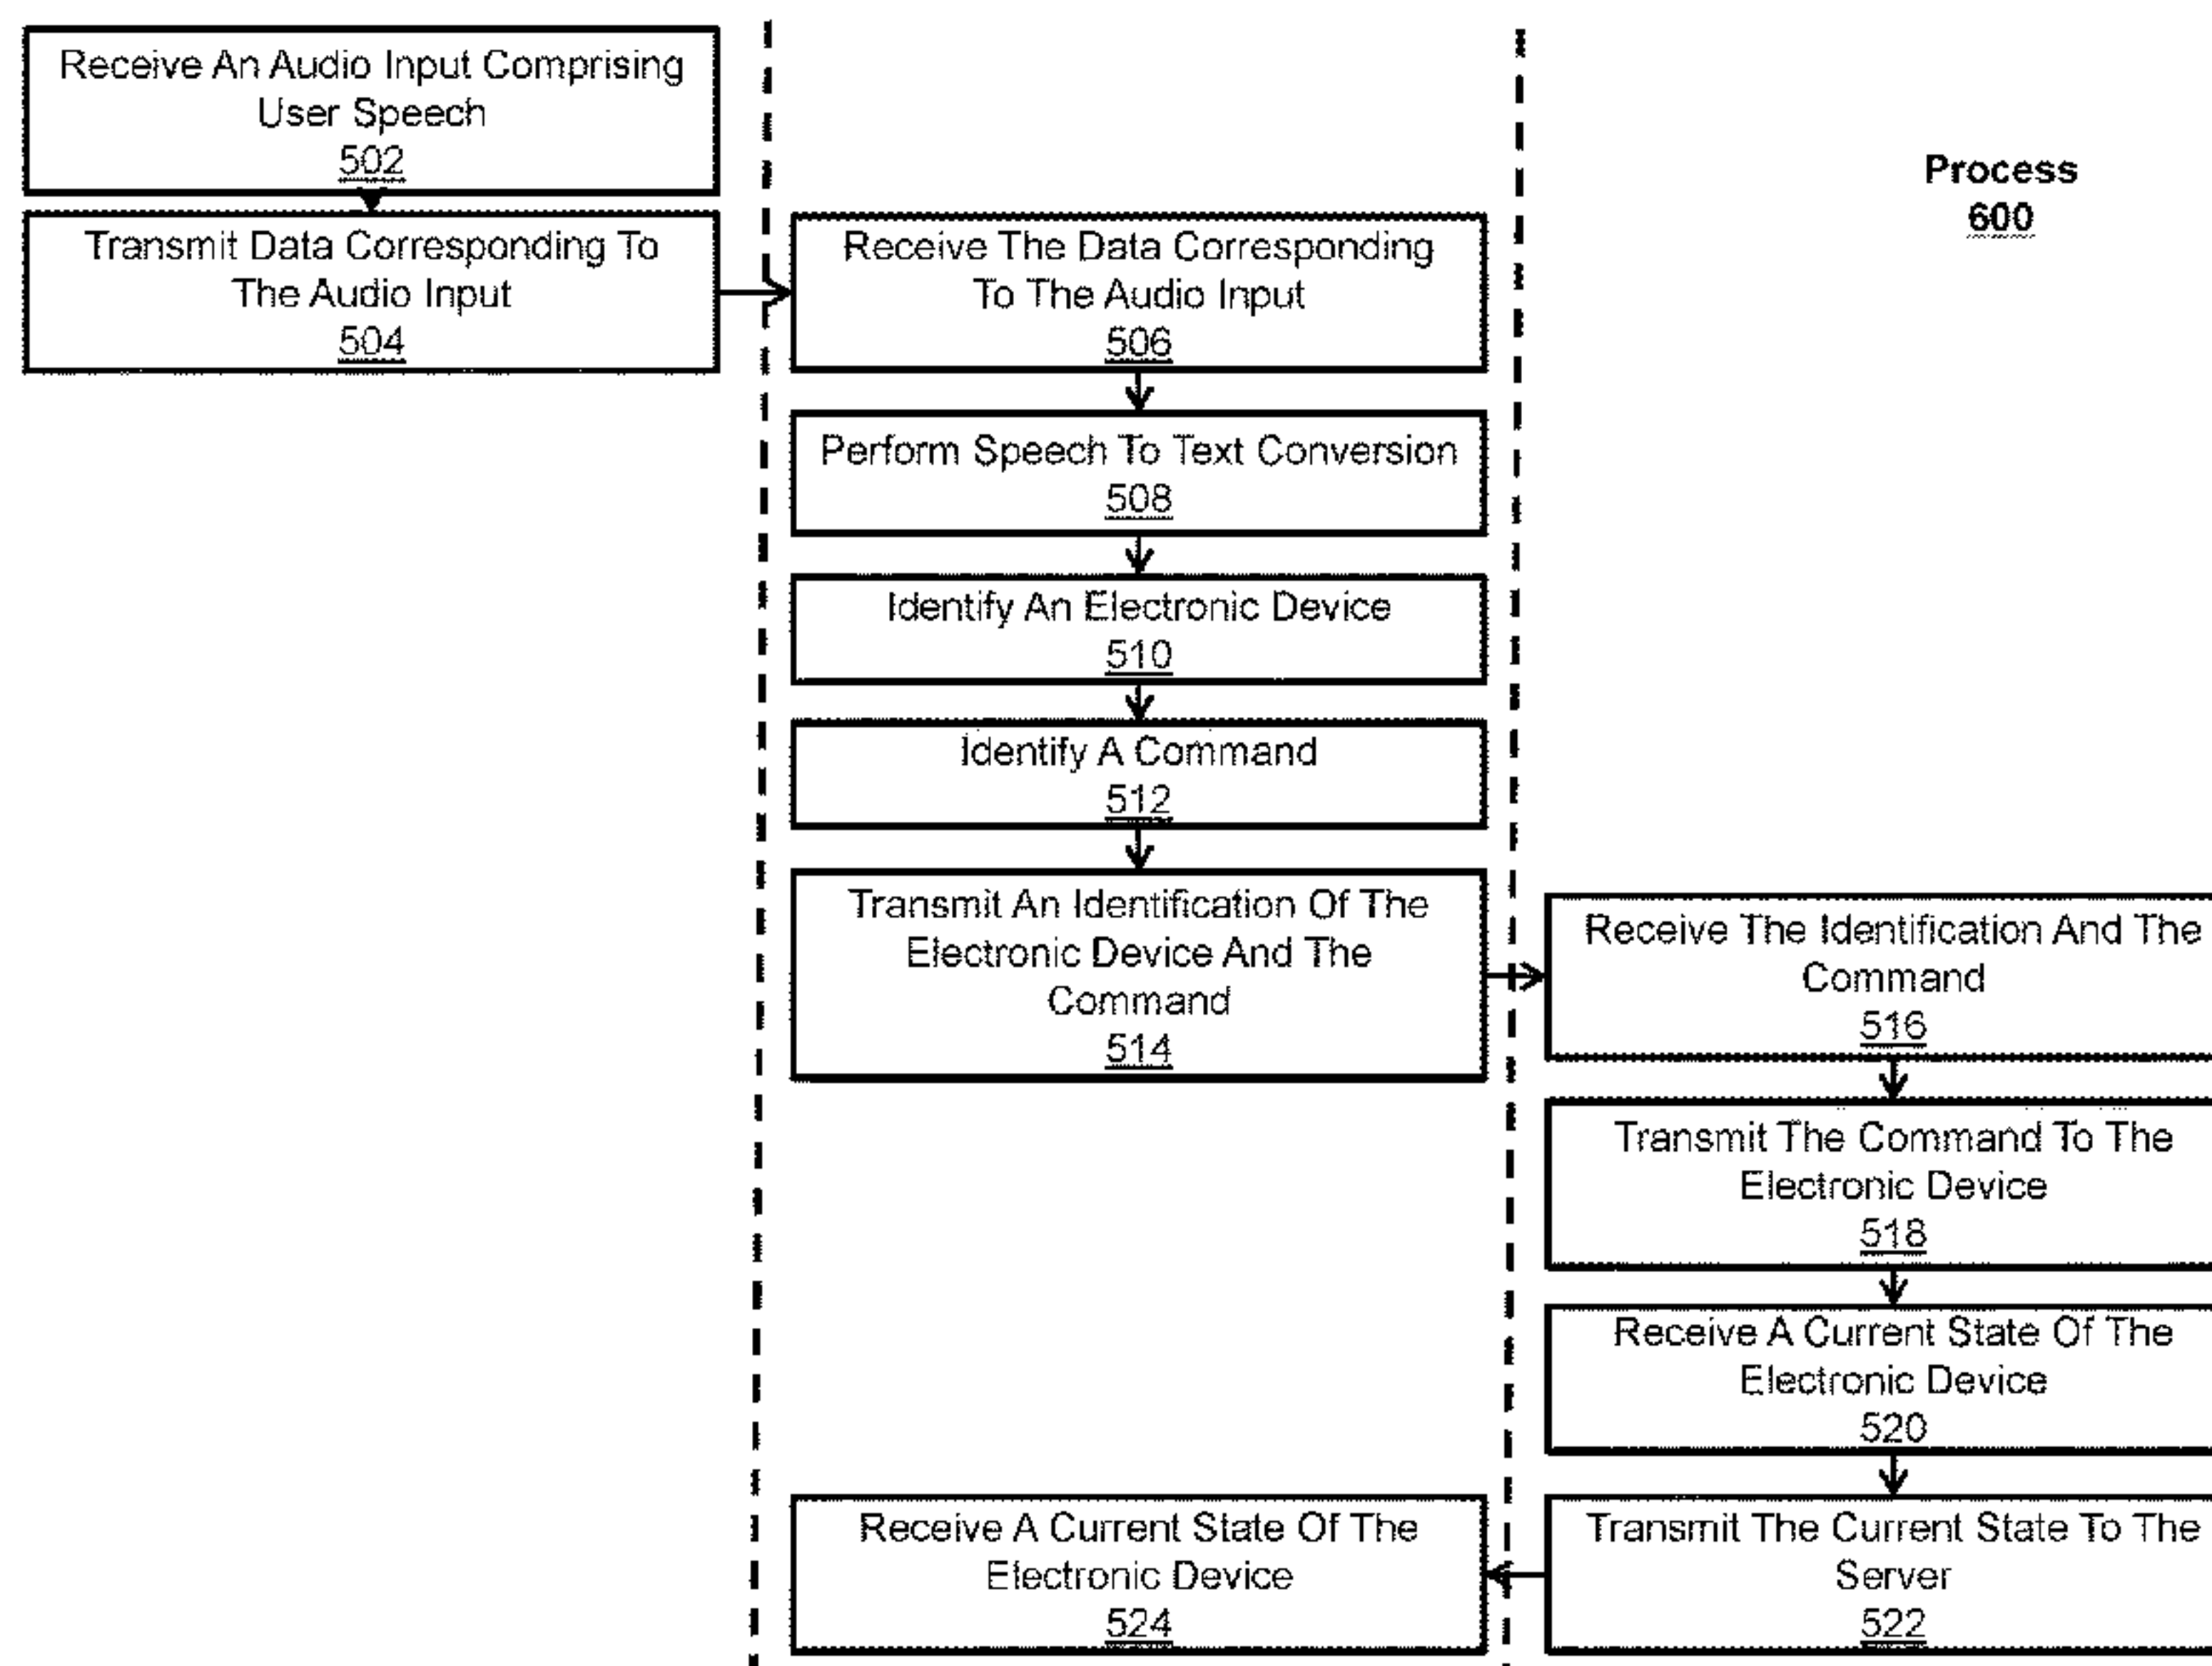 Receive An Audio Input Comprising
User Speech
502
Transmit Data Corresponding To
The Audio Input
504
Process
600
Receive The Data Corresponding
To The Audio Input
506
Perform Speech To Text Conversion
508
Identify An Electronic Device
510
Identify A Command
512
Transmit An Identification Of The
Electronic Device And The
Command
514
Receive The Identification And The
Command
516
Transmit The Command To The
Electronic Device
518
Receive A Current State Of The
Electronic Device
520
Transmit The Current State To The
Server
522
Receive A Current State Of The
Electronic Device
524